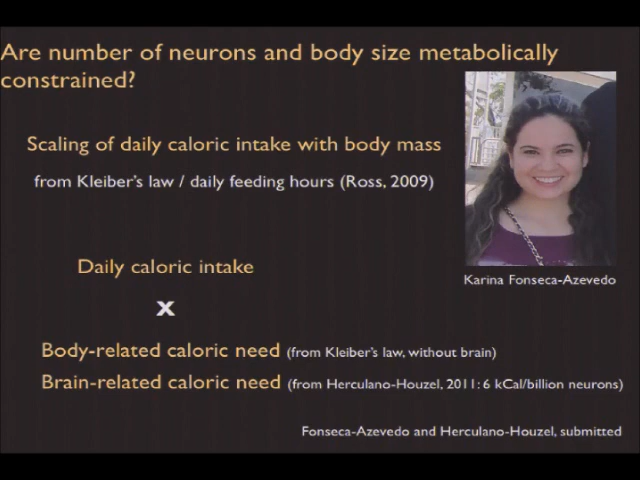 Are number of neurons and body size metabolically
constrained?
Scaling of daily caloric intake with body mass
from Kleiber's law / daily feeding hours (Ross, 2009)
Karina Fonseca-Azevedo
Daily caloric intake
x
Body-related caloric need (from Kleiber's law, without brain)
Brain-related caloric need (from Herculano-Houzel, 2011: 6 kCal/billion neurons)
Fonseca-Azevedo and Herculano-Houzel, submitted